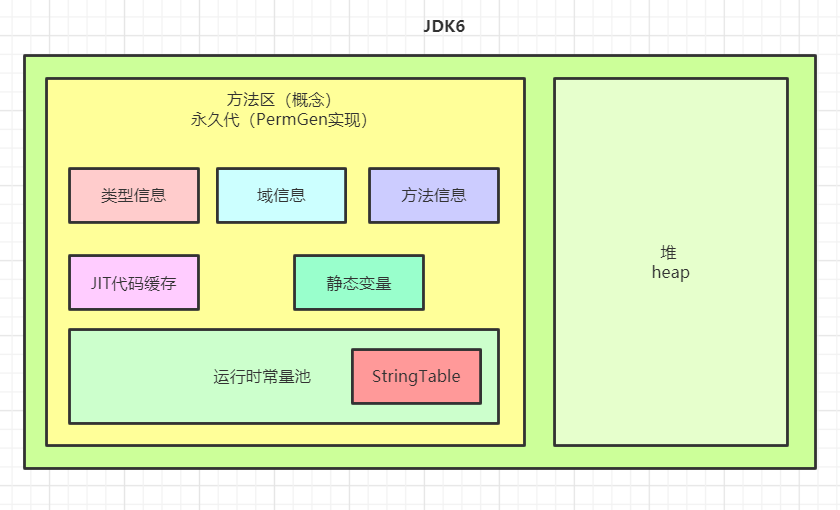 JDK6
方法区（概念）
永久代（PermGen实现）
类型信息
域信息
方法信息
JIT代码缓存
静态变量
运行时常量池
StringTable
堆
heap